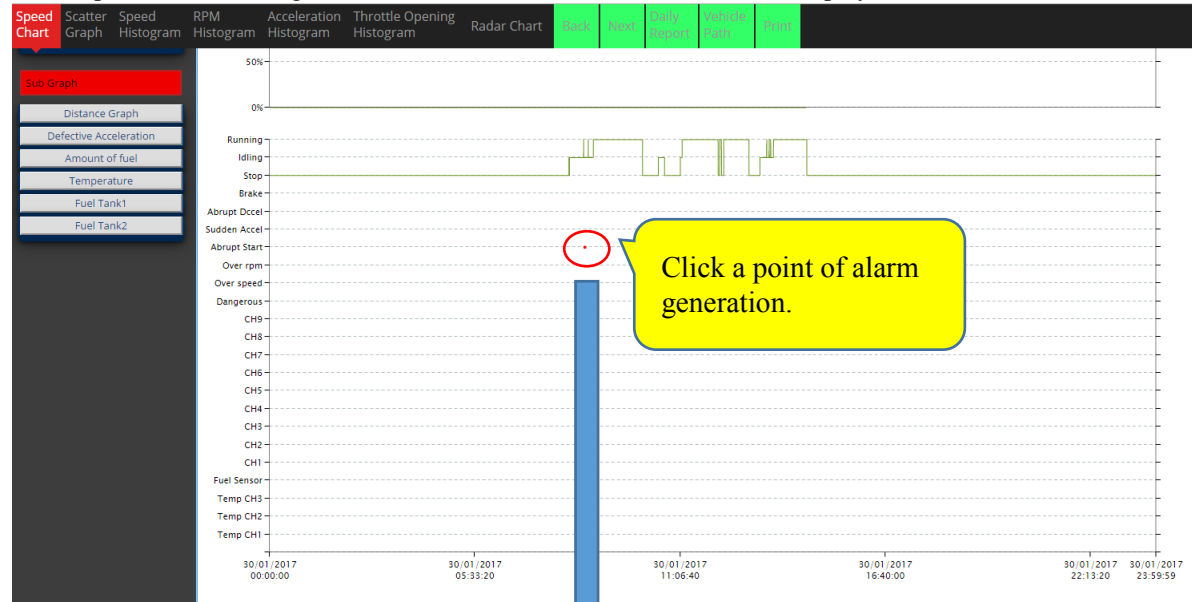 Speed Chart
Scatter Graph
Speed Histogram
RPM Histogram
Acceleration Histogram
Throttle Opening Histogram
Radar Chart
Back
Next
Daily Report
Vehicle Path
Print
Sub Graph
Distance Graph
Defective Acceleration
Amount of fuel
Temperature
Fuel Tank1
Fuel Tank2
50%
0%
Running
Idling
Stop
Brake
Abrupt Dccel
Sudden Accel
Abrupt Start
Over rpm
Over speed
Dangerous
CH9
CH8
CH7
CH6
CH5
CH4
CH3
CH2
CH1
Fuel Sensor
Temp CH3
Temp CH2
Temp CH1
Click a point of alarm
generation.
30/01/2017
00:00:00
30/01/2017
05:33:20
30/01/2017
11:06:40
30/01/2017
16:40:00
30/01/2017
22:13:20
30/01/2017
23:59:59